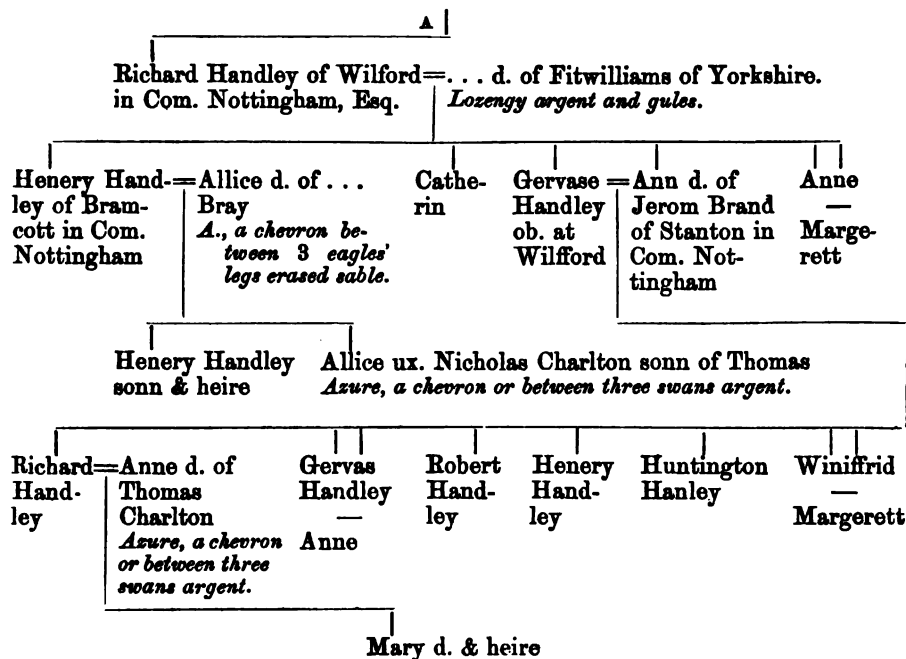 A
Richard Handley of Wilford=. . . d. of Fitwilliams of Yorkshire.
in Com. Nottingham, Esq. Lozengy argent and gules.
Henery Hand-=Allice d. of . . . Cathe- Gervase = Ann d. of Anne
ley of Bram- Bray rin Handley Jerom Brand —
cott in Com. A., a chevron be- ob. at of Stanton in Marge-
Nottingham tween 3 eagles' Wilfford Com. Not- rett
legs erased sable. tingham
Henery Handley Allice ux. Nicholas Charlton sonn of Thomas
sonn & heire Azure, a chevron or between three swans argent.
Richard=Anne d. of Gervas Robert Henery Huntington Winiffrid
Hand- Thomas Handley Hand- Hand- Hanley —
ley Charlton — ley ley Margerett
Azure, a chevron Anne
or between three
swans argent.
Mary d. & heire